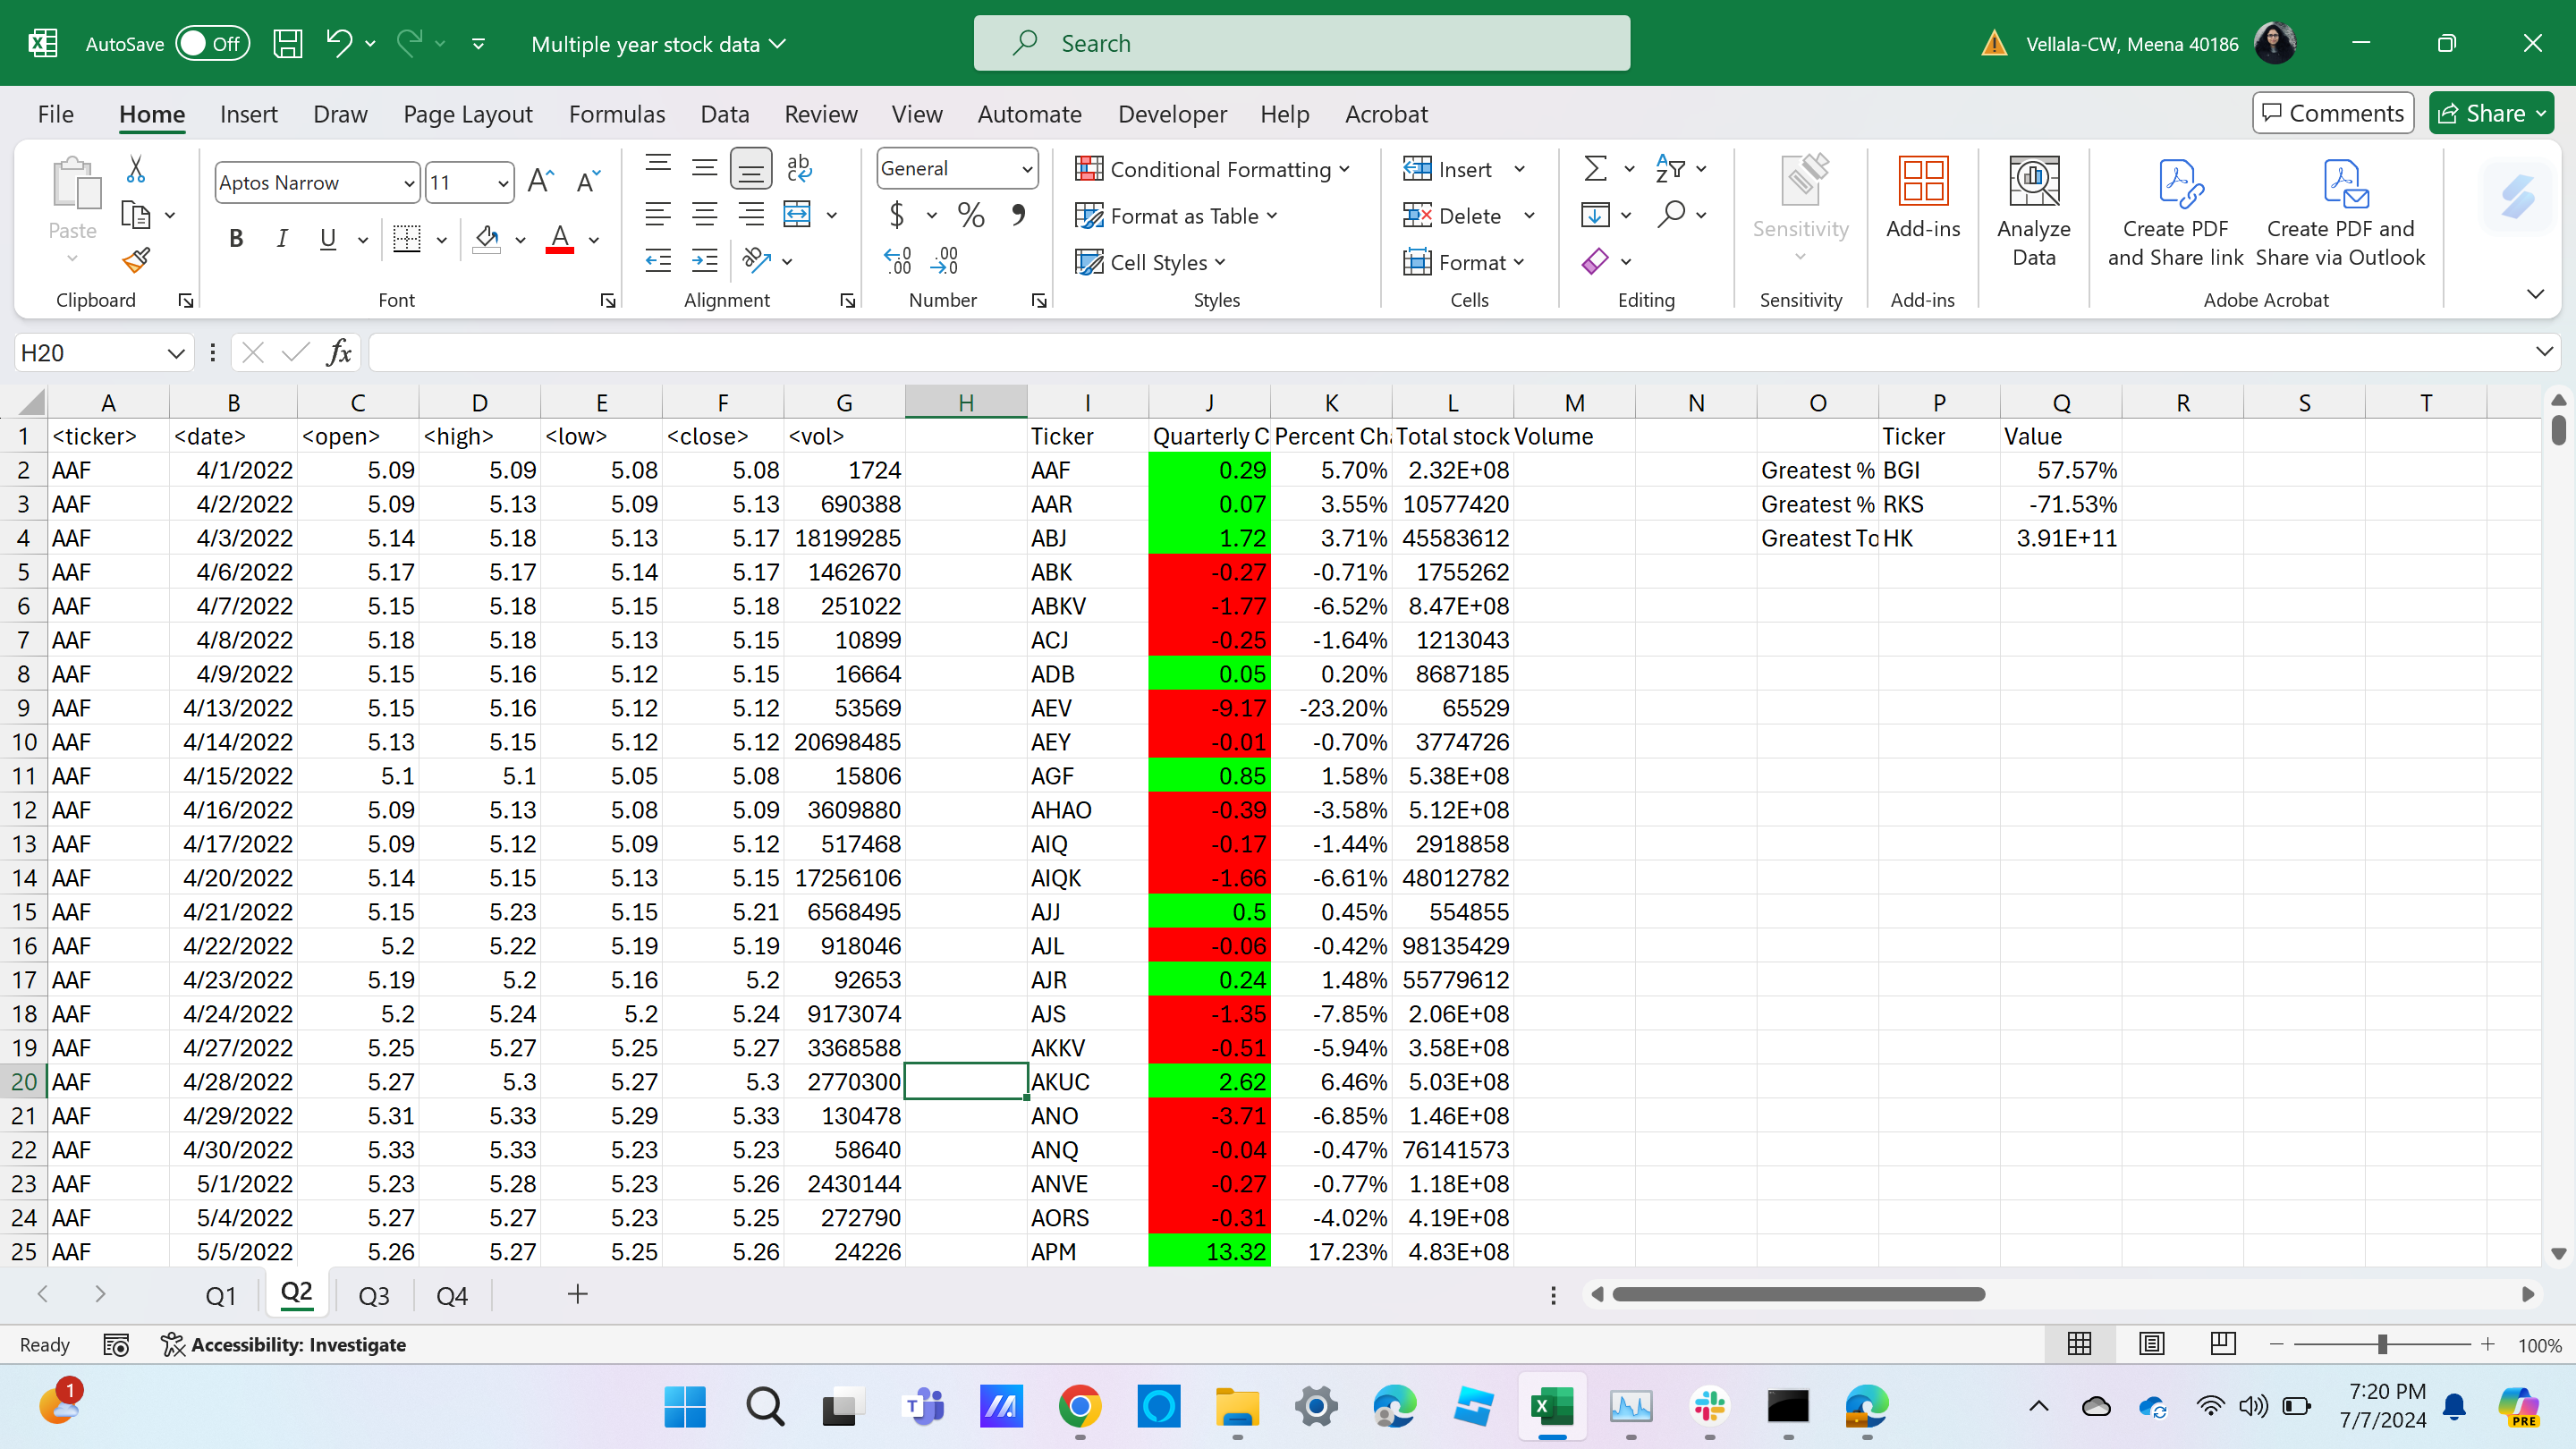 AutoSave Off Multiple year stock data Search Vellala-CW, Meena 40186
File Home Insert Draw Page Layout Formulas Data Review View Automate Developer Help Acrobat Comments Share
Paste Aptos Narrow 11 General Conditional Formatting Insert Sensitivity Add-ins Analyze Data Create PDF and Share link Create PDF and Share via Outlook
B I U $ % Format as Table Delete
Cell Styles Format
Clipboard Font Alignment Number Styles Cells Editing Sensitivity Add-ins Adobe Acrobat
H20 fx
A B C D E F G H I J K L M N O P Q R S T
1 <ticker> <date> <open> <high> <low> <close> <vol> Ticker Quarterly C Percent Cha Total stock Volume Ticker Value
2 AAF 4/1/2022 5.09 5.09 5.08 5.08 1724 AAF 0.29 5.70% 2.32E+08 Greatest % BGI 57.57%
3 AAF 4/2/2022 5.09 5.13 5.09 5.13 690388 AAR 0.07 3.55% 10577420 Greatest % RKS -71.53%
4 AAF 4/3/2022 5.14 5.18 5.13 5.17 18199285 ABJ 1.72 3.71% 45583612 Greatest To HK 3.91E+11
5 AAF 4/6/2022 5.17 5.17 5.14 5.17 1462670 ABK -0.27 -0.71% 1755262
6 AAF 4/7/2022 5.15 5.18 5.15 5.18 251022 ABKV -1.77 -6.52% 8.47E+08
7 AAF 4/8/2022 5.18 5.18 5.13 5.15 10899 ACJ -0.25 -1.64% 1213043
8 AAF 4/9/2022 5.15 5.16 5.12 5.15 16664 ADB 0.05 0.20% 8687185
9 AAF 4/13/2022 5.15 5.16 5.12 5.12 53569 AEV -9.17 -23.20% 65529
10 AAF 4/14/2022 5.13 5.15 5.12 5.12 20698485 AEY -0.01 -0.70% 3774726
11 AAF 4/15/2022 5.1 5.1 5.05 5.08 15806 AGF 0.85 1.58% 5.38E+08
12 AAF 4/16/2022 5.09 5.13 5.08 5.09 3609880 AHAO -0.39 -3.58% 5.12E+08
13 AAF 4/17/2022 5.09 5.12 5.09 5.12 517468 AIQ -0.17 -1.44% 2918858
14 AAF 4/20/2022 5.14 5.15 5.13 5.15 17256106 AIQK -1.66 -6.61% 48012782
15 AAF 4/21/2022 5.15 5.23 5.15 5.21 6568495 AJJ 0.5 0.45% 554855
16 AAF 4/22/2022 5.2 5.22 5.19 5.19 918046 AJL -0.06 -0.42% 98135429
17 AAF 4/23/2022 5.19 5.2 5.16 5.2 92653 AJR 0.24 1.48% 55779612
18 AAF 4/24/2022 5.2 5.24 5.2 5.24 9173074 AJS -1.35 -7.85% 2.06E+08
19 AAF 4/27/2022 5.25 5.27 5.25 5.27 3368588 AKKV -0.51 -5.94% 3.58E+08
20 AAF 4/28/2022 5.27 5.3 5.27 5.3 2770300 AKUC 2.62 6.46% 5.03E+08
21 AAF 4/29/2022 5.31 5.33 5.29 5.33 130478 ANO -3.71 -6.85% 1.46E+08
22 AAF 4/30/2022 5.33 5.33 5.23 5.23 58640 ANQ -0.04 -0.47% 76141573
23 AAF 5/1/2022 5.23 5.28 5.23 5.26 2430144 ANVE -0.27 -0.77% 1.18E+08
24 AAF 5/4/2022 5.27 5.27 5.23 5.25 272790 AORS -0.31 -4.02% 4.19E+08
25 AAF 5/5/2022 5.26 5.27 5.25 5.26 24226 APM 13.32 17.23% 4.83E+08
Q1 Q2 Q3 Q4
Ready Accessibility: Investigate 100%
1 7:20 PM
7/7/2024 PRE